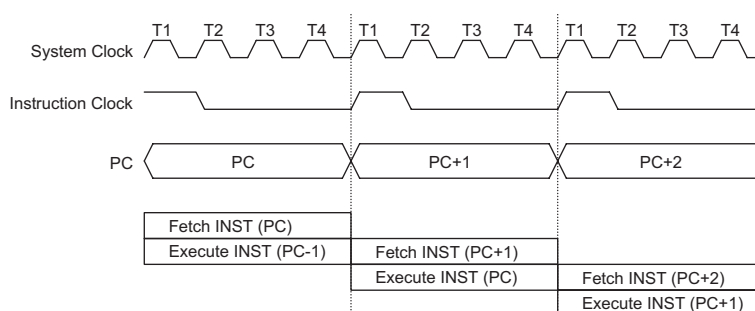 T1 T2 T3 T4 T1 T2 T3 T4 T1 T2 T3 T4
System Clock
Instruction Clock
PC PC PC+1 PC+2
Fetch INST (PC)
Execute INST (PC-1) Fetch INST (PC+1)
Execute INST (PC) Fetch INST (PC+2)
Execute INST (PC+1)